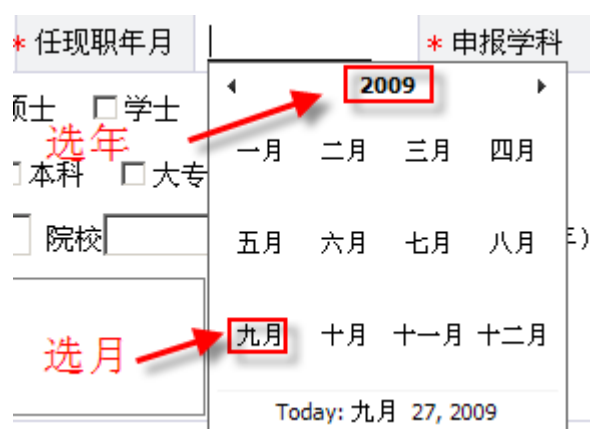 * 任现职年月 * 申报学科
2009
硕士 学士
选年
一月 二月 三月 四月
本科 大专
院校
五月 六月 七月 八月
选月
九月 十月 十一月 十二月
Today: 九月 27, 2009